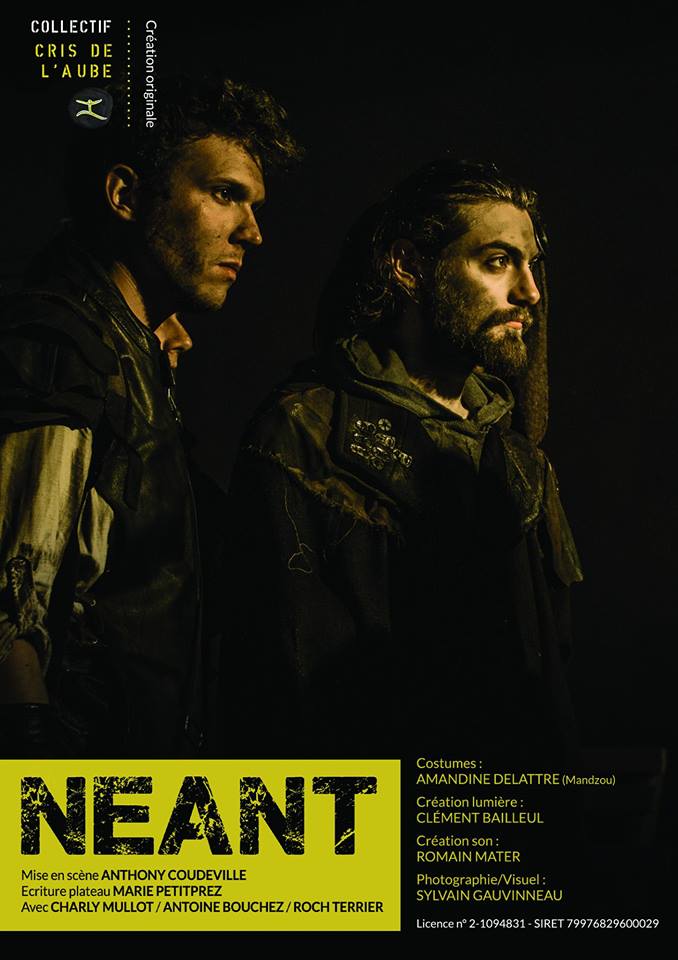 COLLECTIF
CRIS DE
L'AUBE
Création originale
NEANT
Mise en scène ANTHONY COUDEVILLE
Ecriture plateau MARIE PETITPREZ
Avec CHARLY MULLOT / ANTOINE BOUCHEZ / ROCH TERRIER
Costumes :
AMANDINE DELATTRE (Mandzou)
Création lumière :
CLÉMENT BAILLEUL
Création son :
ROMAIN MATER
Photographie/Visuel :
SYLVAIN GAUVINNEAU
Licence n° 2-1094831 - SIRET 79976829600029